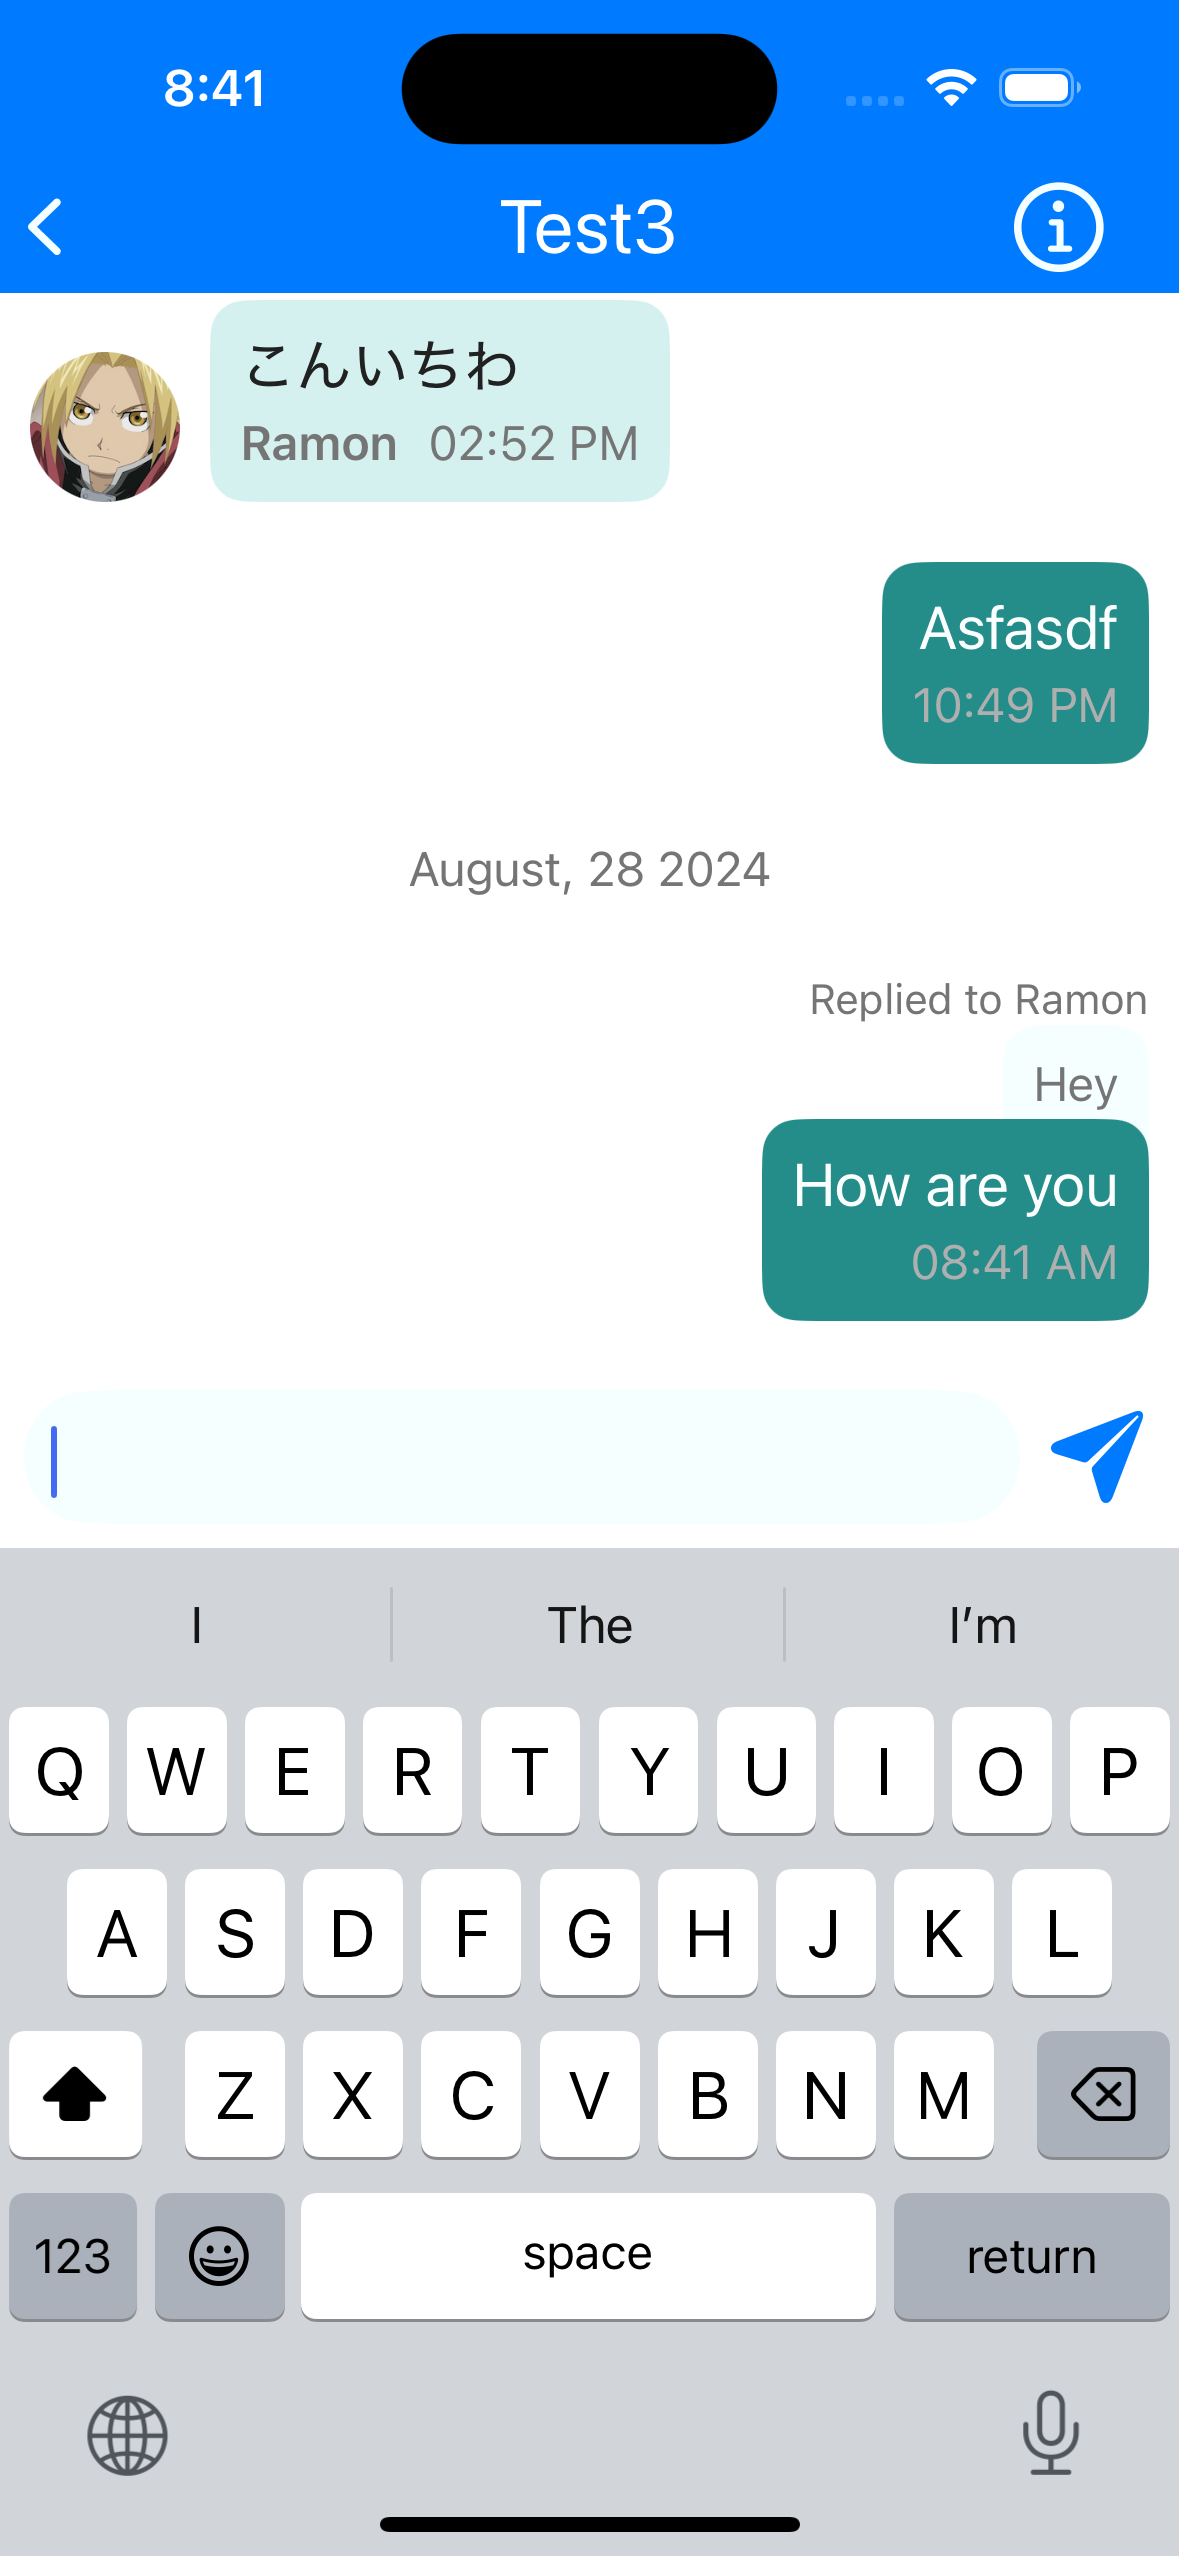 8:41
Test3
こんいちわ
Ramon 02:52 PM
Asfasdf
10:49 PM
August, 28 2024
Replied to Ramon
Hey
How are you
08:41 AM
I The I’m
Q W E R T Y U I O P
A S D F G H J K L
Z X C V B N M
123 space return